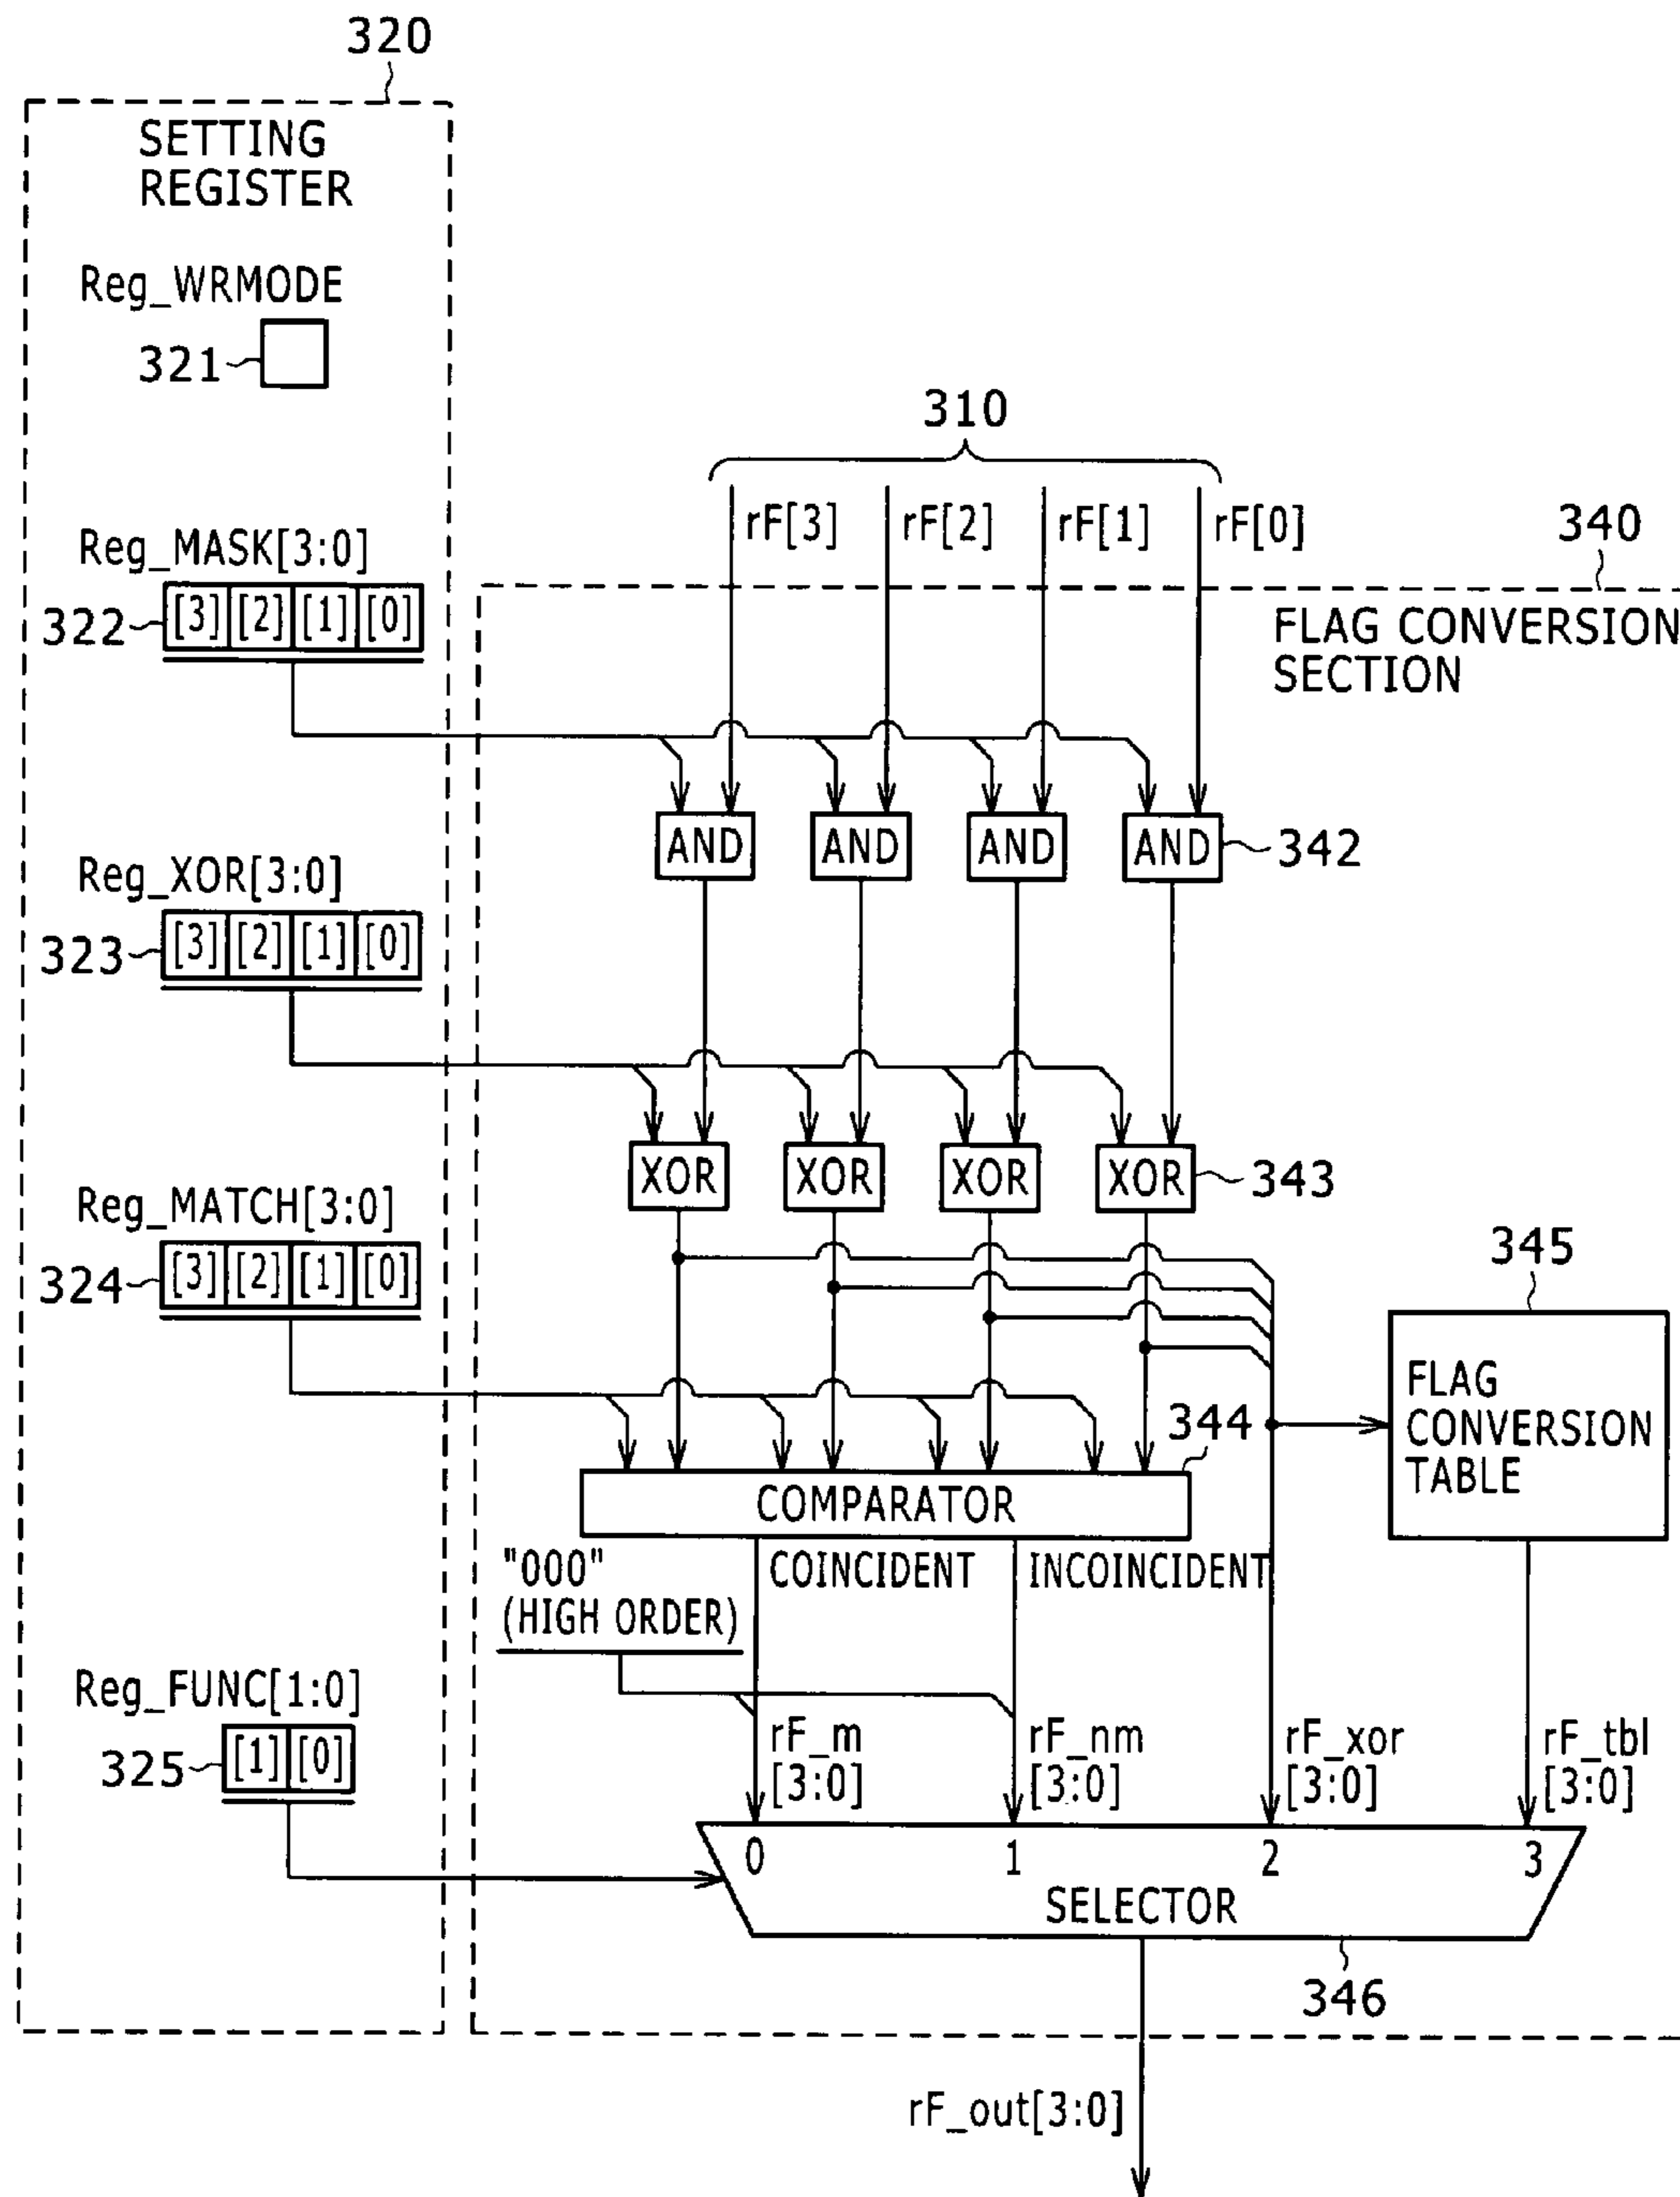 320
SETTING
REGISTER
Reg_WRMODE
321
310
rF[3] rF[2] rF[1] rF[0]
340
Reg_MASK[3:0]
322 [3] [2] [1] [0]
FLAG CONVERSION
SECTION
AND AND AND AND 342
Reg_XOR[3:0]
323 [3] [2] [1] [0]
XOR XOR XOR XOR 343
Reg_MATCH[3:0]
324 [3] [2] [1] [0]
345
FLAG
CONVERSION
TABLE
344
COMPARATOR
"000"
(HIGH ORDER)
COINCIDENT INCOINCIDENT
Reg_FUNC[1:0]
325 [1] [0]
rF_m
[3:0]
rF_nm
[3:0]
rF_xor
[3:0]
rF_tbl
[3:0]
0 1 2 3
SELECTOR
346
rF_out[3:0]